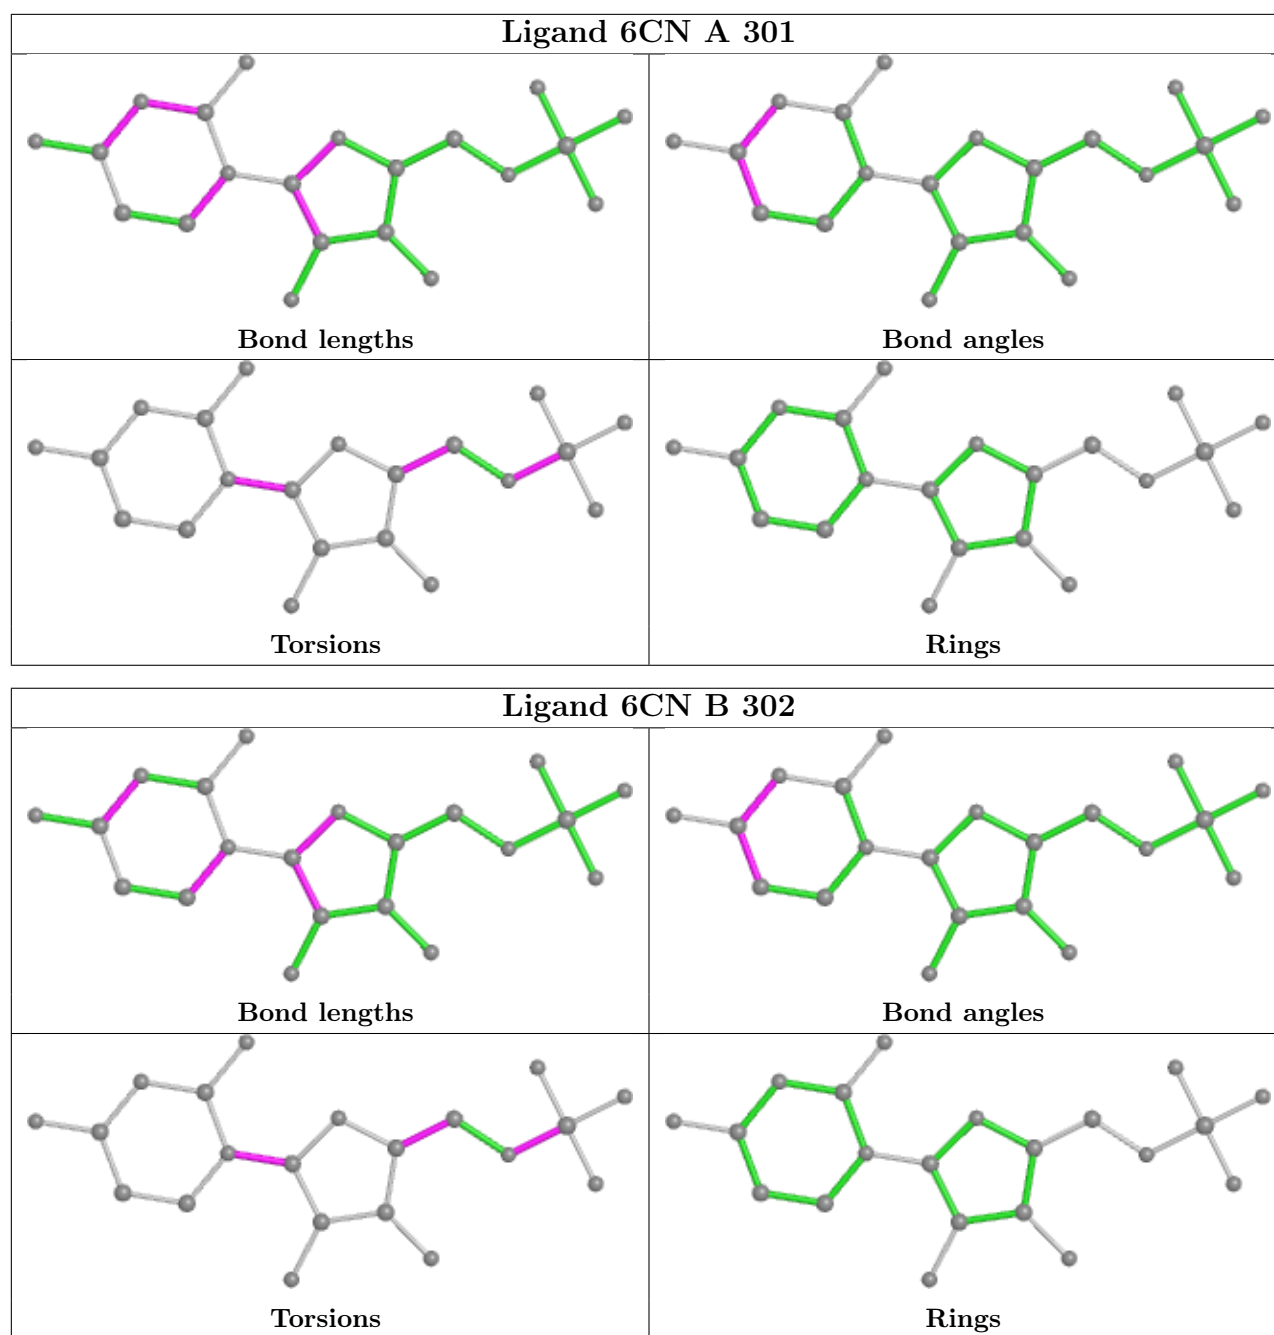 Ligand 6CN A 301
Bond lengths
Bond angles
Torsions
Rings
Ligand 6CN B 302
Bond lengths
Bond angles
Torsions
Rings